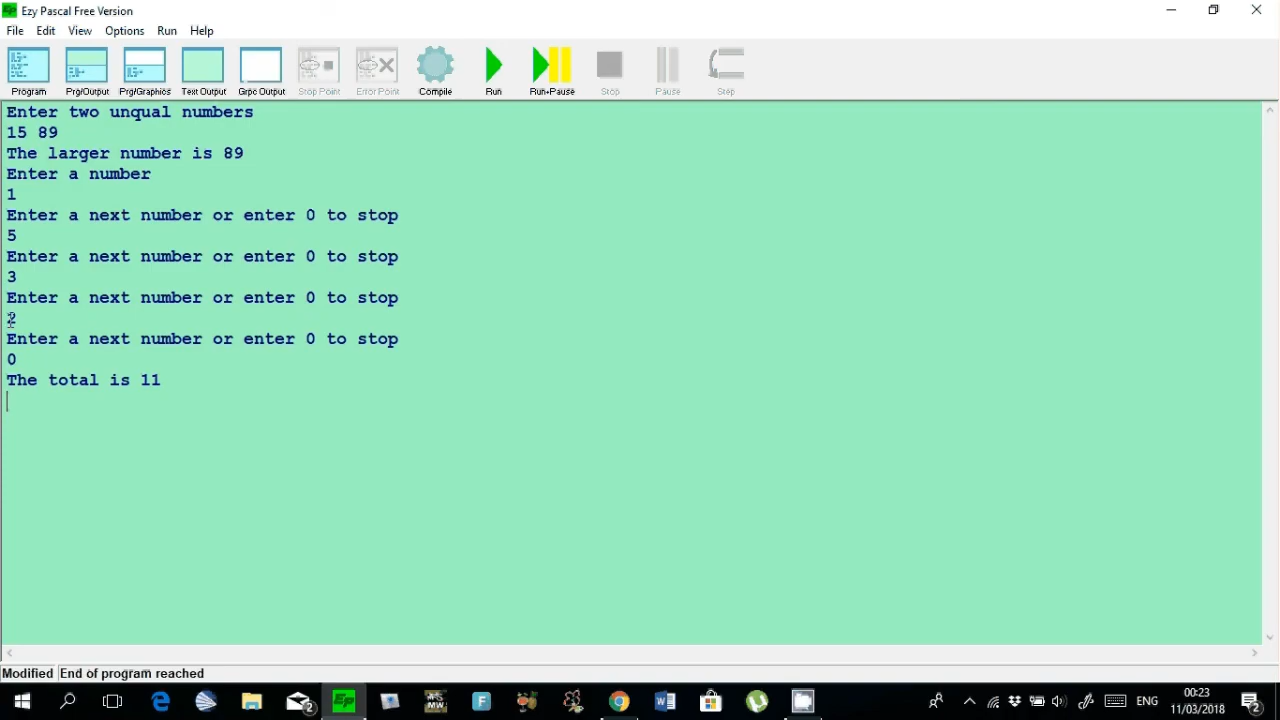 Ep Ezy Pascal Free Version
File Edit View Options Run Help
Program Prg/Output Prg/Graphics Text Output Grpc Output Stop Point Error Point Compile Run Run+Pause Stop Pause Step
Enter two unqual numbers
15 89
The larger number is 89
Enter a number
1
Enter a next number or enter 0 to stop
5
Enter a next number or enter 0 to stop
3
Enter a next number or enter 0 to stop
2
Enter a next number or enter 0 to stop
0
The total is 11
Modified End of program reached
2 Ep MW F ENG 00:23
11/03/2018 2